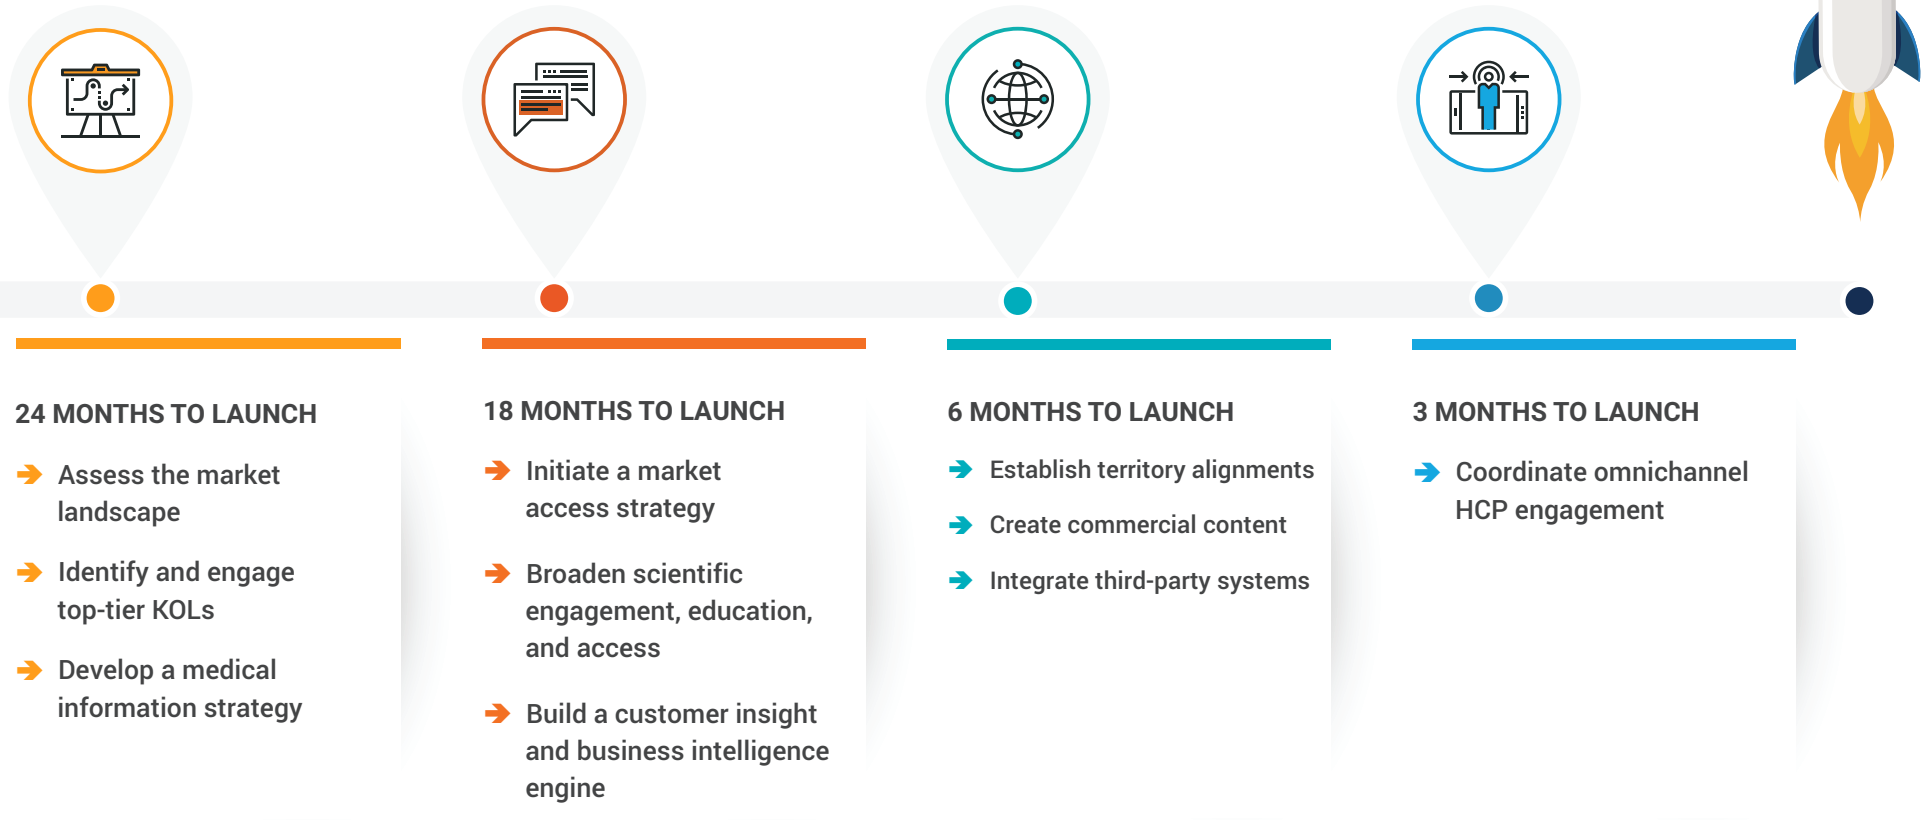 24 MONTHS TO LAUNCH
Assess the market
landscape
Identify and engage
top-tier KOLs
Develop a medical
information strategy
18 MONTHS TO LAUNCH
Initiate a market
access strategy
Broaden scientific
engagement, education,
and access
Build a customer insight
and business intelligence
engine
6 MONTHS TO LAUNCH
Establish territory alignments
Create commercial content
Integrate third-party systems
3 MONTHS TO LAUNCH
Coordinate omnichannel
HCP engagement